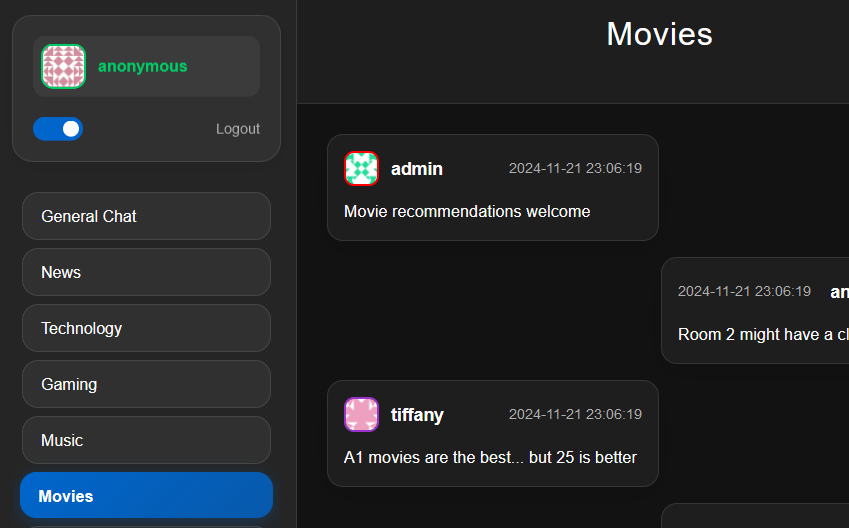 anonymous
Logout
General Chat
News
Technology
Gaming
Music
Movies
Movies
admin 2024-11-21 23:06:19
Movie recommendations welcome
2024-11-21 23:06:19
Room 2 might have a
tiffany 2024-11-21 23:06:19
A1 movies are the best... but 25 is better